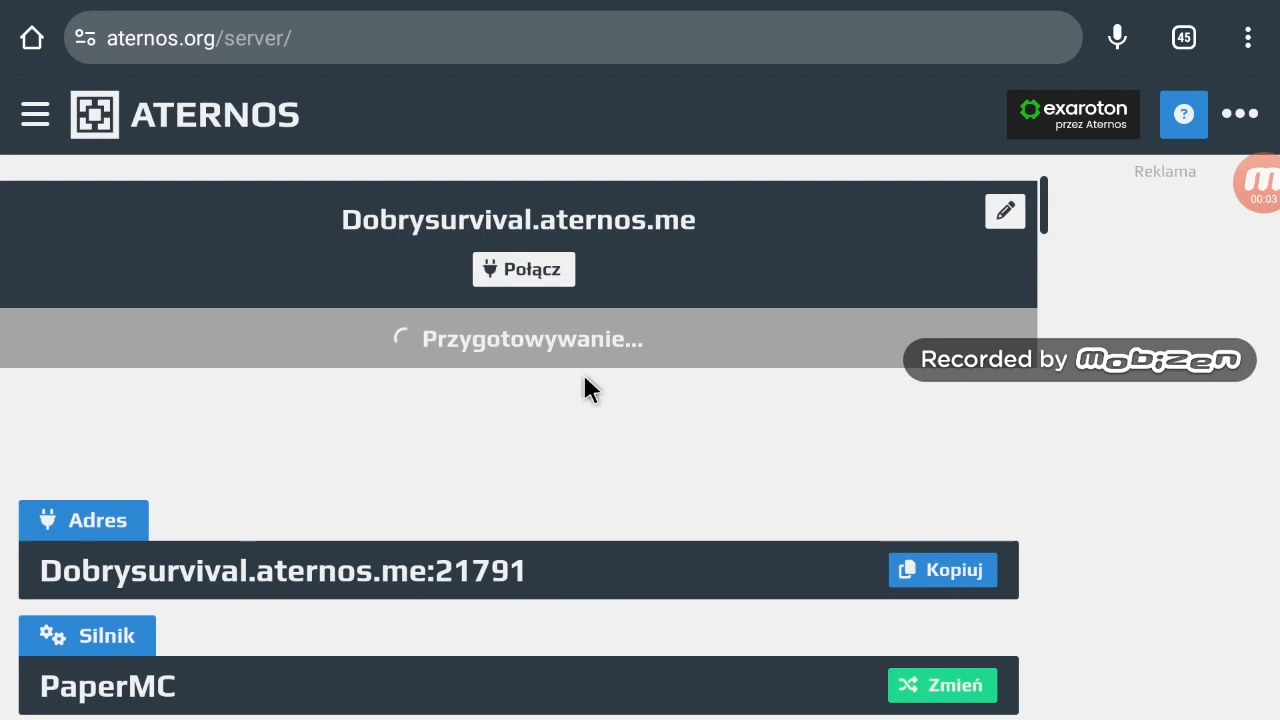 aternos.org/server/
45
ATERNOS
exaroton
przez Aternos
?
Reklama
00:03
Dobrysurvival.aternos.me
Połącz
Przygotowywanie...
Recorded by mobizen
Adres
Dobrysurvival.aternos.me:21791
Kopiuj
Silnik
PaperMC
Zmień